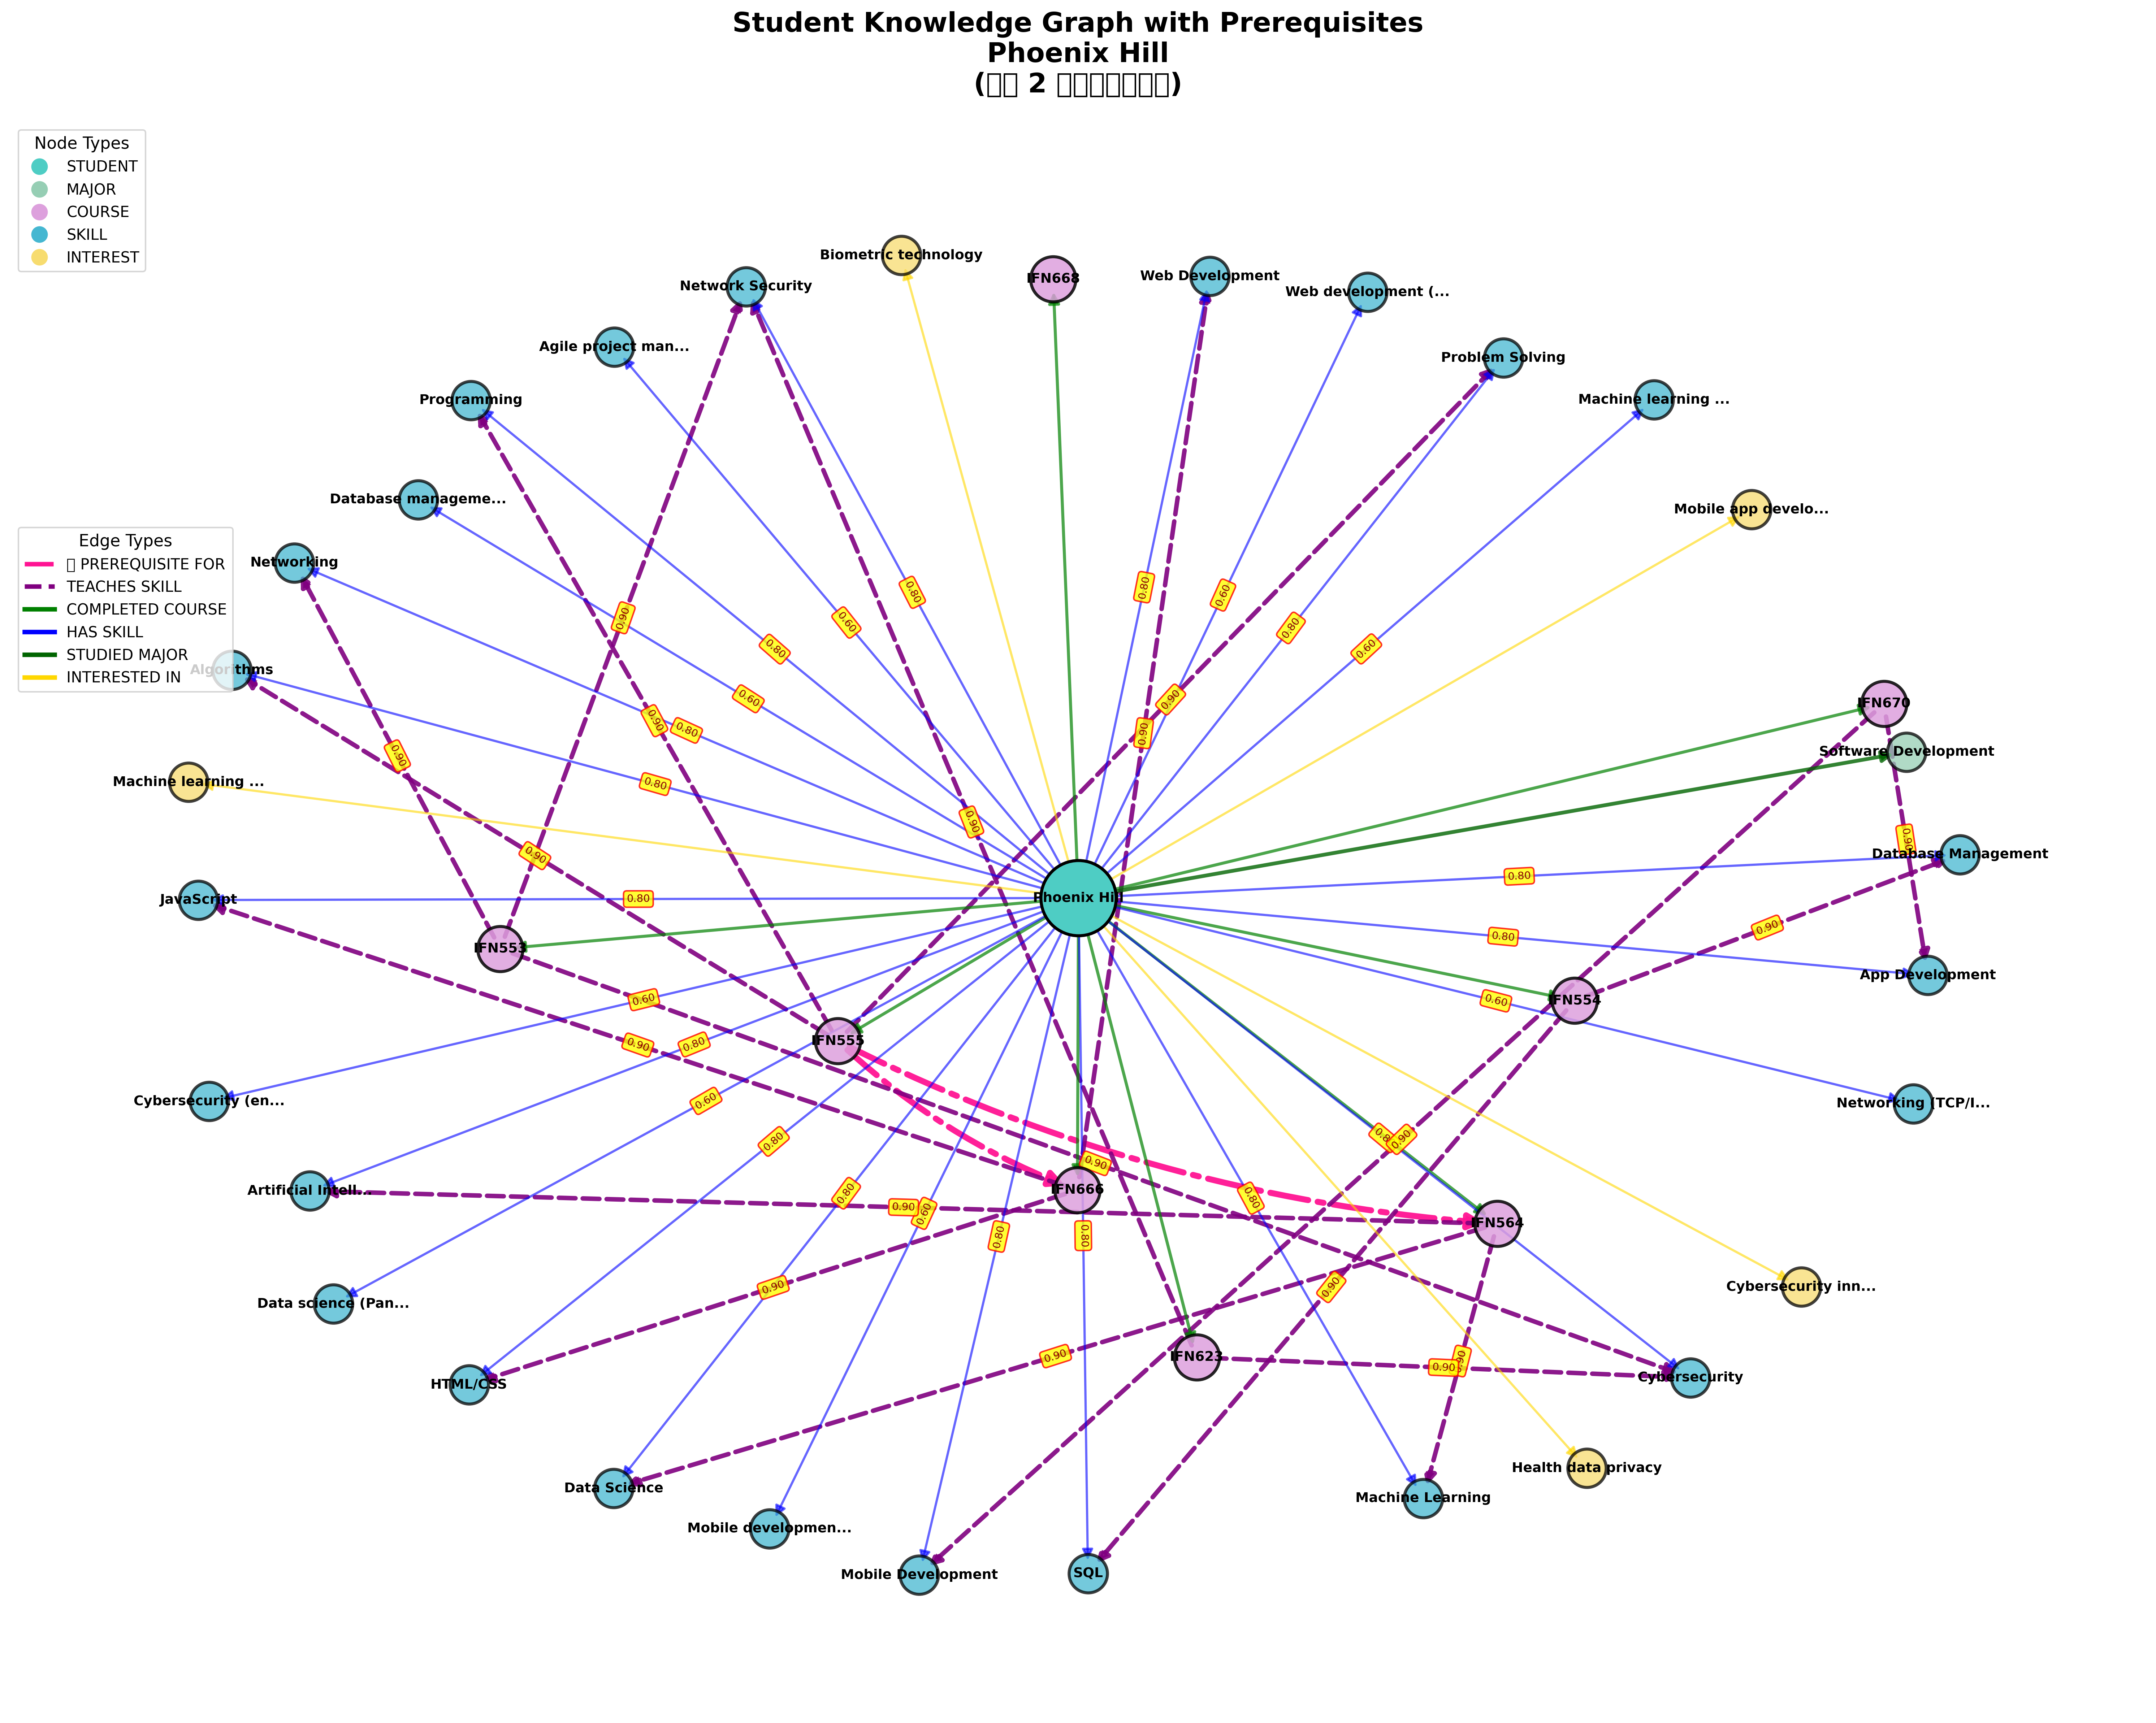 Student Knowledge Graph with Prerequisites
Phoenix Hill
(▯▯ 2 ▯▯▯▯▯▯▯)
Node Types
STUDENT
MAJOR
COURSE
SKILL
INTEREST
Edge Types
▯ PREREQUISITE FOR
TEACHES SKILL
COMPLETED COURSE
HAS SKILL
STUDIED MAJOR
INTERESTED IN
Biometric technology
IFN668
Web Development
Network Security
Web development (...
Agile project man...
Problem Solving
Programming
Machine learning ...
Database manageme...
Mobile app develo...
Networking
0.80
0.80
0.60
0.60
0.90
0.80
0.80
0.60
0.80
Algorithms
0.60
0.90
IFN670
0.90
0.80
0.90
Software Development
0.90
Machine learning ...
0.80
0.90
0.90
0.90
Database Management
0.80
JavaScript
0.80
Phoenix Hill
0.90
0.80
IFN553
App Development
0.60
0.60
IFN554
IFN555
0.90
0.80
Cybersecurity (en...
0.60
Networking (TCP/I...
0.80
0.80
0.90
0.90
Artificial Intell...
0.80
IFN666
0.80
0.90
0.60
IFN564
0.80
0.80
0.90
0.90
Cybersecurity inn...
Data science (Pan...
0.90
IFN623
0.90
0.90
Cybersecurity
HTML/CSS
Health data privacy
Data Science
Machine Learning
Mobile developmen...
Mobile Development
SQL